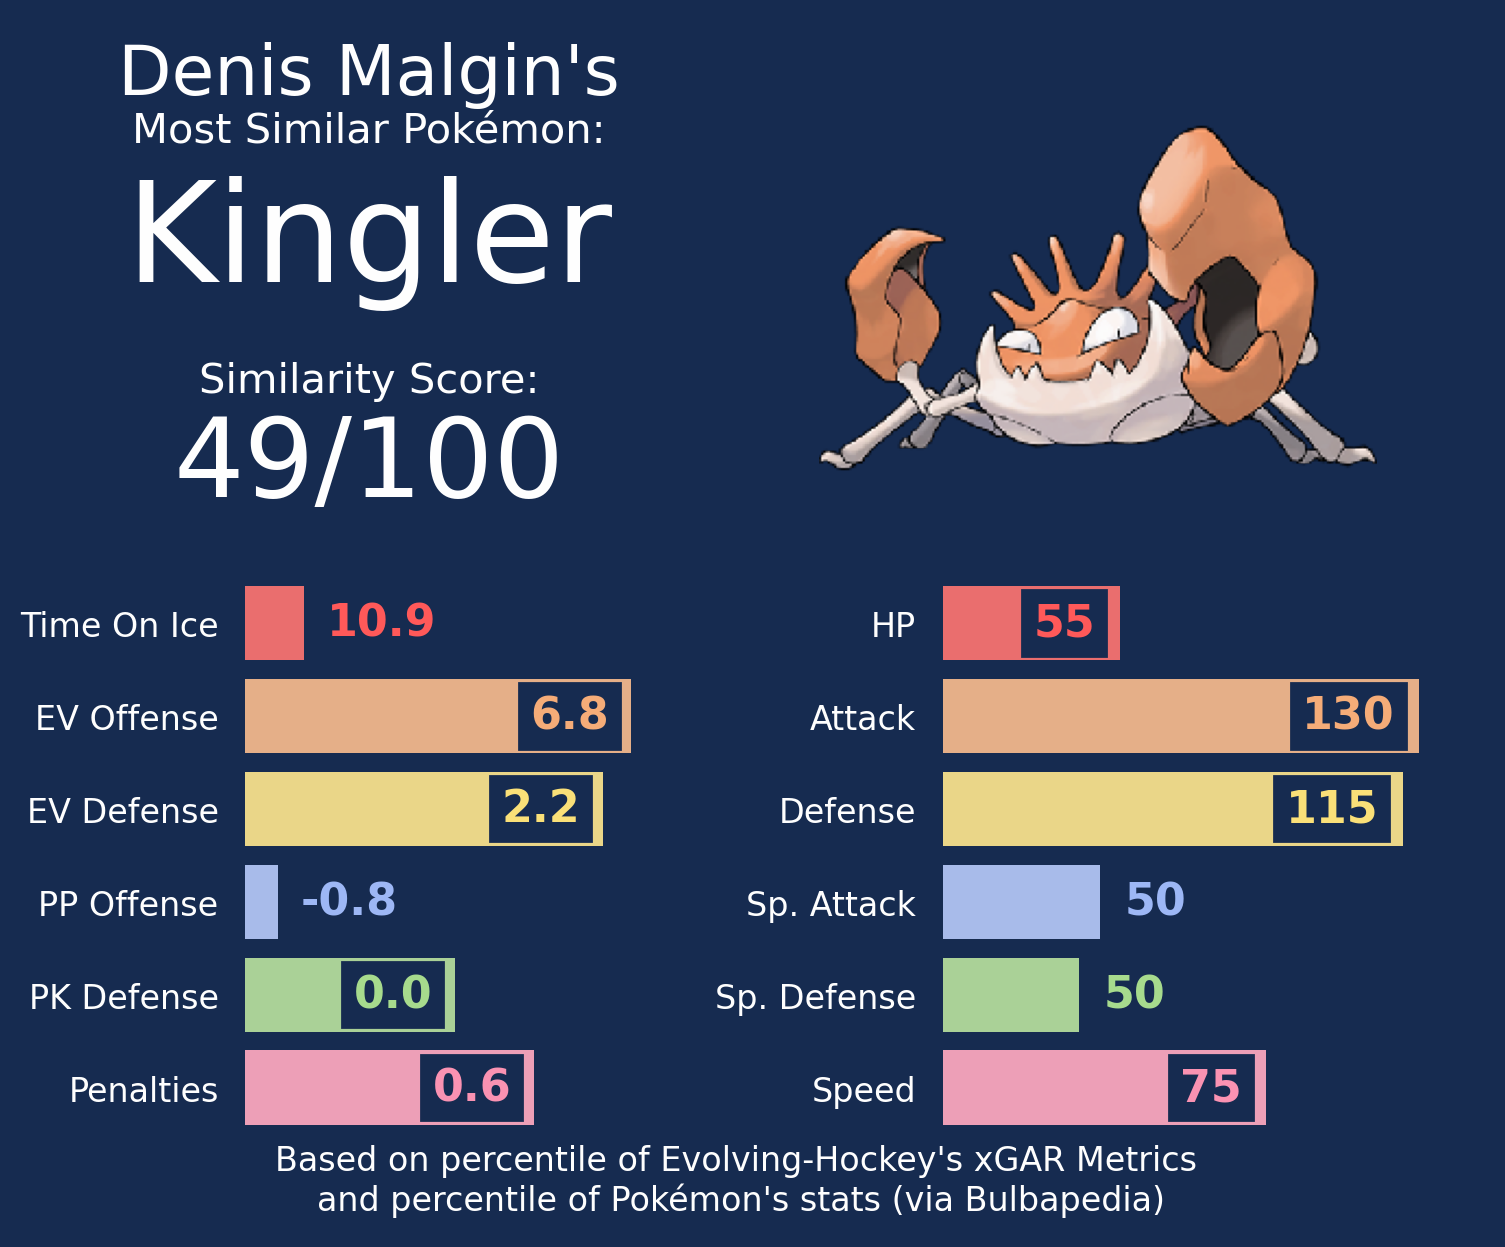 Denis Malgin's
Most Similar Pokémon:
Kingler
Similarity Score:
49/100
Time On Ice 10.9
EV Offense 6.8
EV Defense 2.2
PP Offense -0.8
PK Defense 0.0
Penalties 0.6
HP 55
Attack 130
Defense 115
Sp. Attack 50
Sp. Defense 50
Speed 75
Based on percentile of Evolving-Hockey's xGAR Metrics
and percentile of Pokémon's stats (via Bulbapedia)